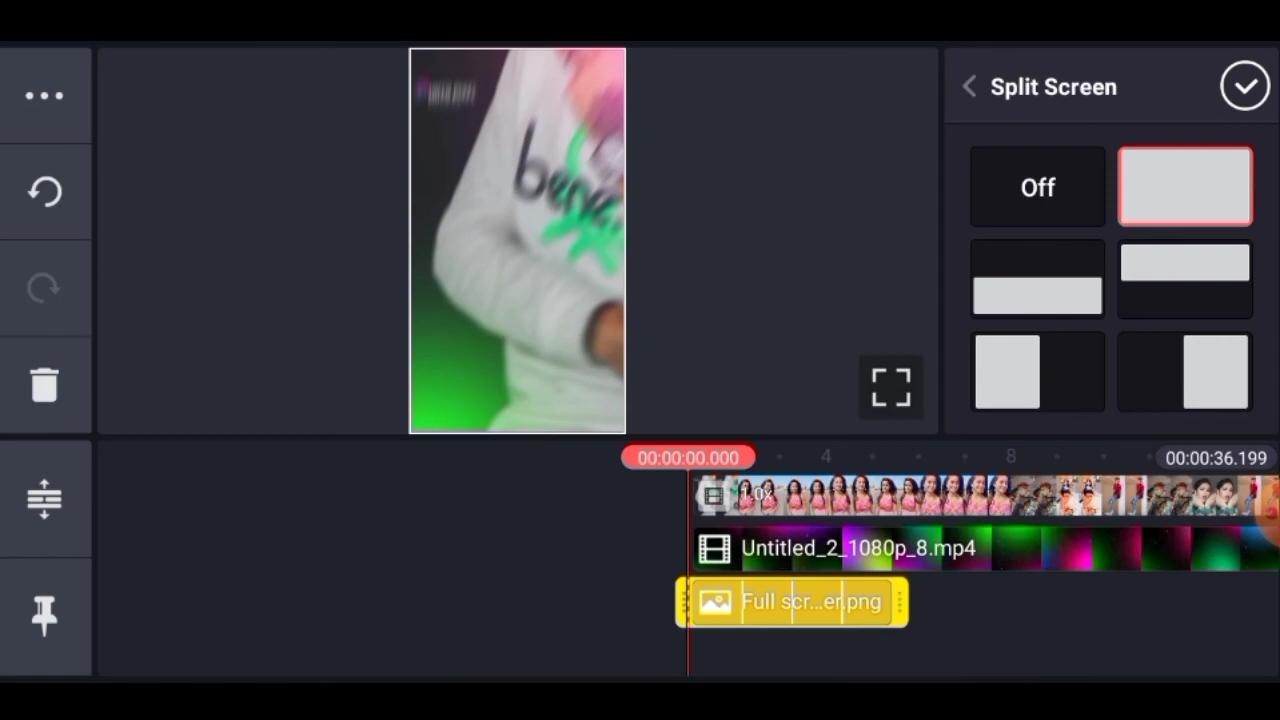 Split Screen
Off
00:00:00.000
4
8
00:00:36.199
1.0x
Untitled_2_1080p_8.mp4
Full scr...er.png